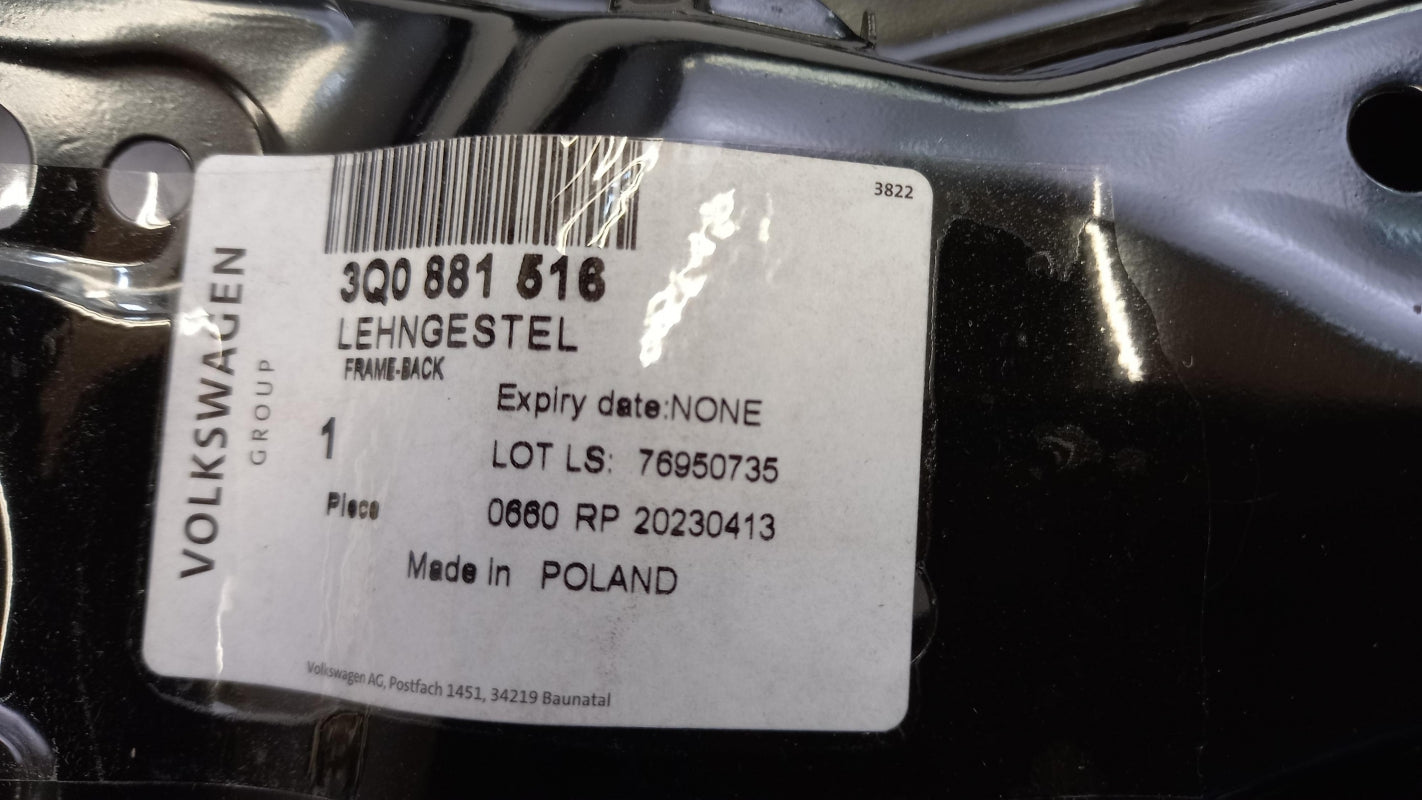 3822
VOLKSWAGEN
GROUP
3Q0 881 516
LEHNGESTEL
FRAME-BACK
Expiry date:NONE
1
LOT LS: 76950735
Piece
0660 RP 20230413
Made in POLAND
Volkswagen AG, Postfach 1451, 34219 Baunatal